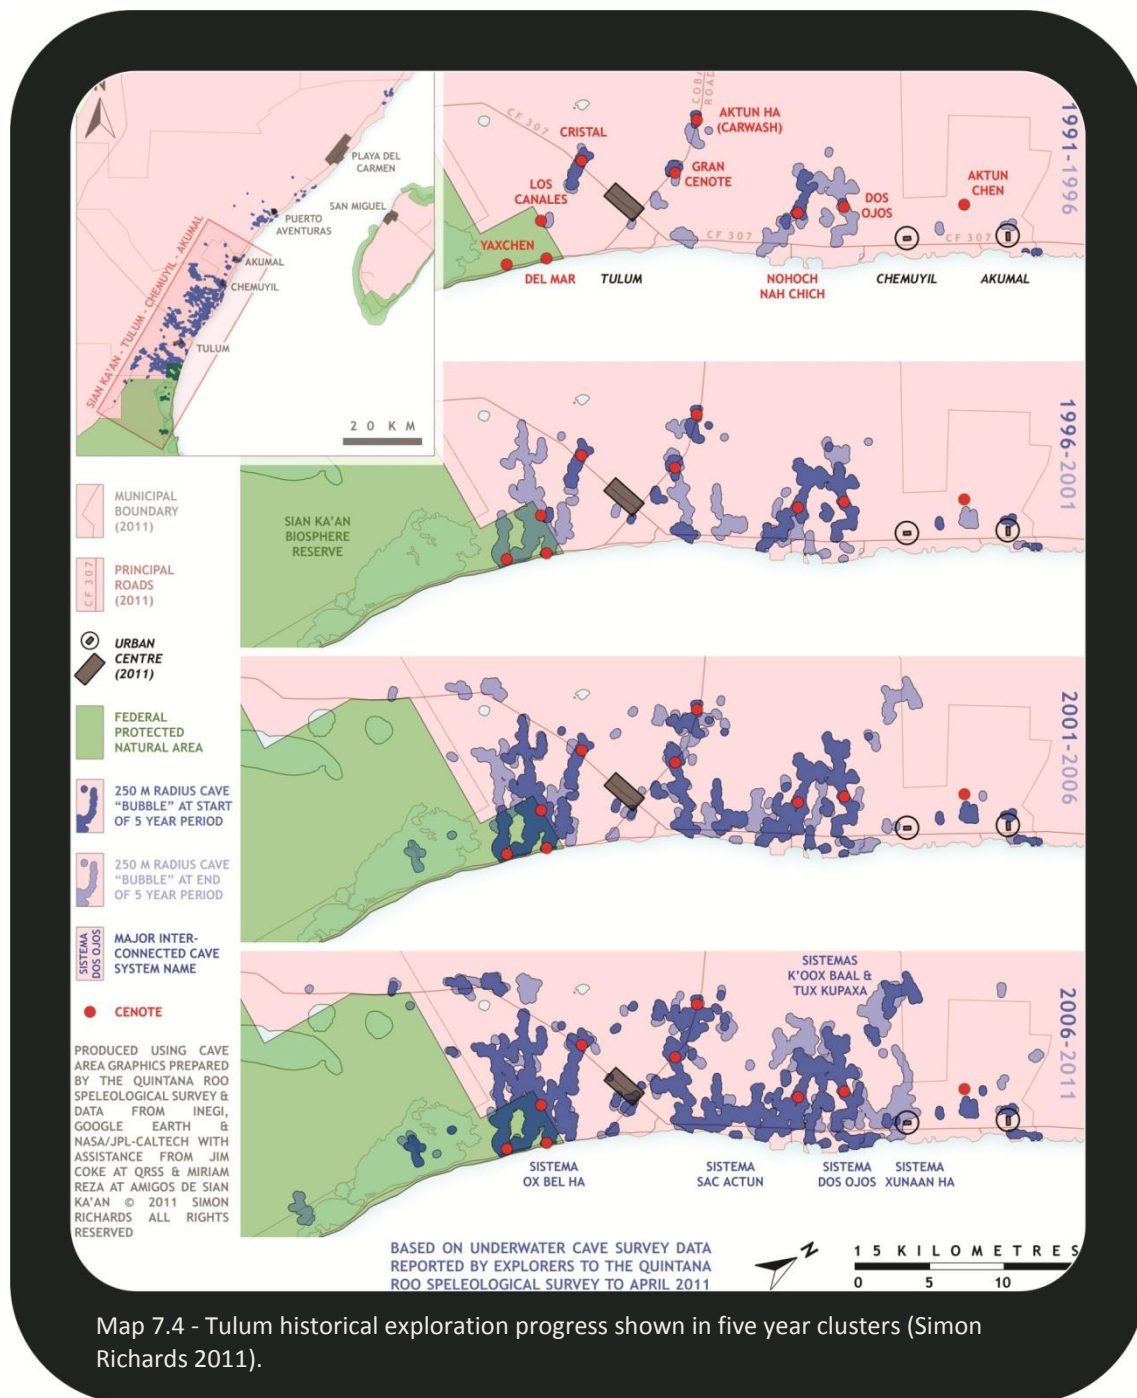 N
PLAYA DEL
CARMEN
SAN MIGUEL
PUERTO
AVENTURAS
AKUMAL
CHEMUYIL
TULUM
SIAN KA'AN - TULUM - CHEMUYIL - AKUMAL
20 KM
CF 307
COBA
ROAD
CRISTAL
AKTUN HA
(CARWASH)
GRAN
CENOTE
LOS
CANALES
DOS
OJOS
AKTUN
CHEN
YAXCHEN
CF 307
CF 307
DEL MAR
TULUM
NOHOCH
NAH CHICH
CHEMUYIL
AKUMAL
1991-1996
SIAN KA'AN
BIOSPHERE
RESERVE
1996-2001
2001-2006
SISTEMAS
K'OOX BAAL &
TUX KUPAXA
2006-2011
SISTEMA
OX BEL HA
SISTEMA
SAC ACTUN
SISTEMA
DOS OJOS
SISTEMA
XUNAAN HA
MUNICIPAL
BOUNDARY
(2011)
CF 307
PRINCIPAL
ROADS
(2011)
URBAN
CENTRE
(2011)
FEDERAL
PROTECTED
NATURAL AREA
250 M RADIUS CAVE
"BUBBLE" AT START
OF 5 YEAR PERIOD
250 M RADIUS CAVE
"BUBBLE" AT END
OF 5 YEAR PERIOD
SISTEMA
DOS OJOS
MAJOR INTER-
CONNECTED CAVE
SYSTEM NAME
CENOTE
PRODUCED USING CAVE
AREA GRAPHICS PREPARED
BY THE QUINTANA ROO
SPELEOLOGICAL SURVEY &
DATA FROM INEGI,
GOOGLE EARTH &
NASA/JPL-CALTECH WITH
ASSISTANCE FROM JIM
COKE AT QRSS & MIRIAM
REZA AT AMIGOS DE SIAN
KA'AN © 2011 SIMON
RICHARDS ALL RIGHTS
RESERVED
BASED ON UNDERWATER CAVE SURVEY DATA
REPORTED BY EXPLORERS TO THE QUINTANA
ROO SPELEOLOGICAL SURVEY TO APRIL 2011
N
15 KILOMETRES
0 5 10
Map 7.4 - Tulum historical exploration progress shown in five year clusters (Simon
Richards 2011).